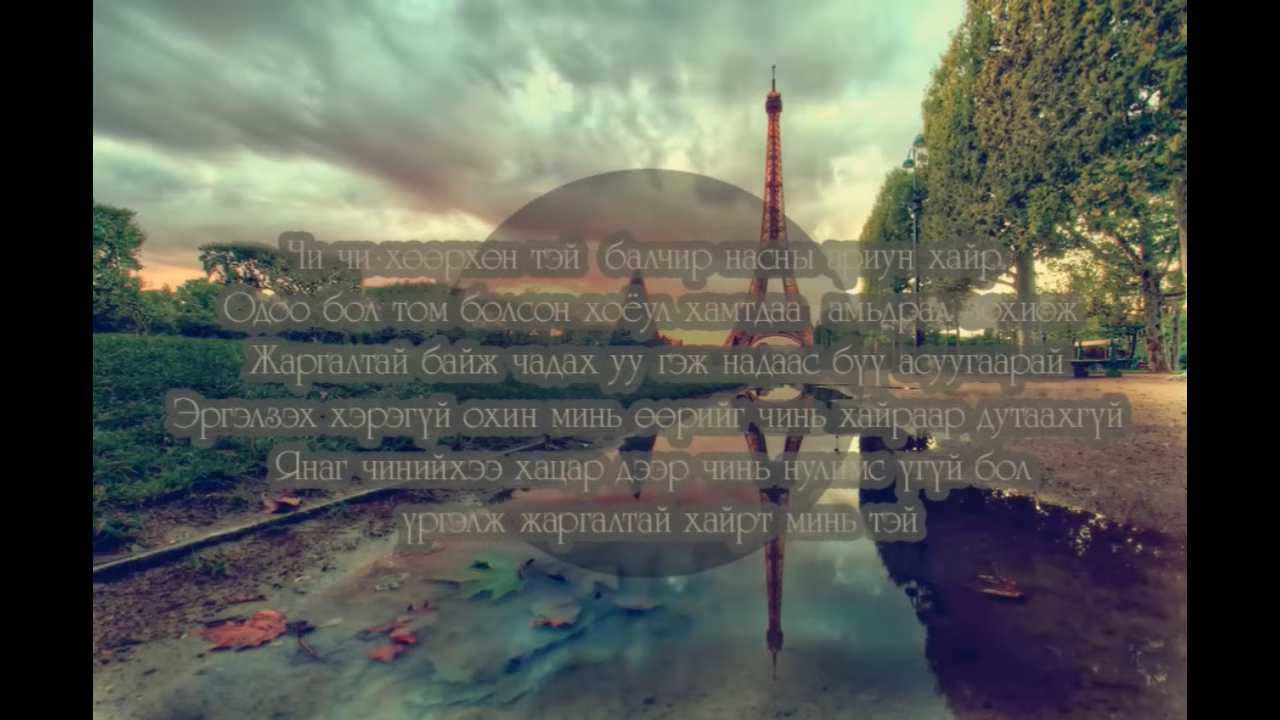 Чи чи хөөрхөн тэй балчир насны ариун хайр
Одоо бол том болсон хоёул хамтдаа амьдрал зохиож
Жаргалтай байж чадах уу гэж надаас бүү асуугаарай
Эргэлзэх хэрэгүй охин минь өөрийг чинь хайраар дутаахгүй
Янаг чинийхээ хацар дээр чинь нулимс үгүй бол
үргэлж жаргалтай хайрт минь тэй